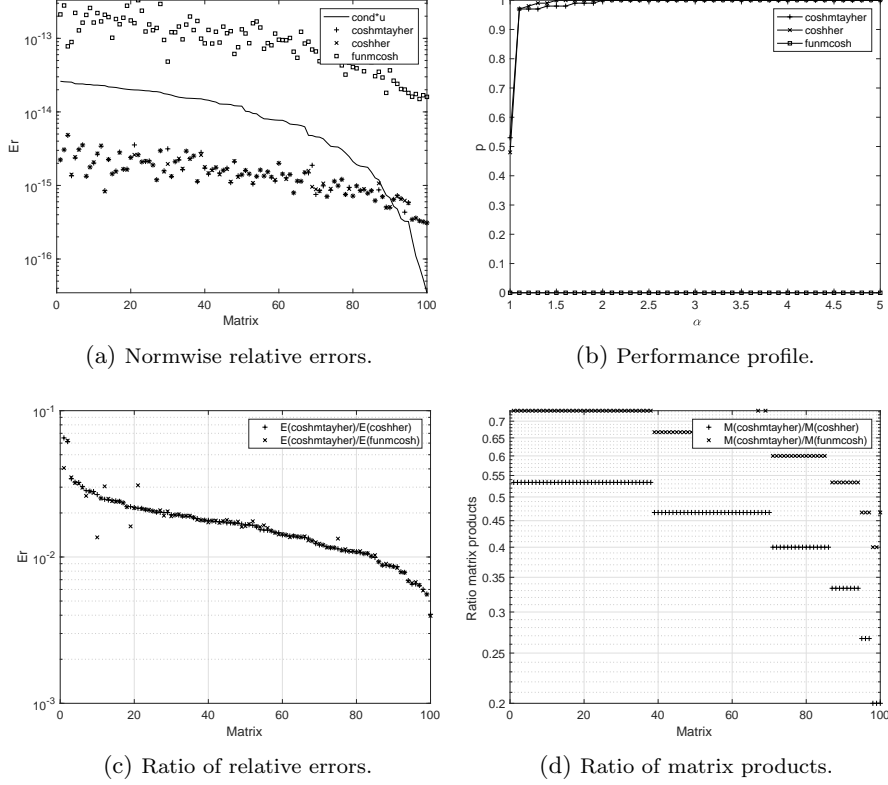 10^-13
10^-14
10^-15
10^-16
Er
0 20 40 60 80 100
Matrix
cond*u
coshmtayher
coshher
funmcosh
(a) Normwise relative errors.
1
0.9
0.8
0.7
0.6
0.5
0.4
0.3
0.2
0.1
0
p
1 1.5 2 2.5 3 3.5 4 4.5 5
α
coshmtayher
coshher
funmcosh
(b) Performance profile.
10^-1
10^-2
10^-3
Er
0 20 40 60 80 100
Matrix
E(coshmtayher)/E(coshher)
E(coshmtayher)/E(funmcosh)
(c) Ratio of relative errors.
0.7
0.65
0.6
0.55
0.5
0.45
0.4
0.35
0.3
0.25
0.2
Ratio matrix products
0 20 40 60 80 100
Matrix
M(coshmtayher)/M(coshher)
M(coshmtayher)/M(funmcosh)
(d) Ratio of matrix products.